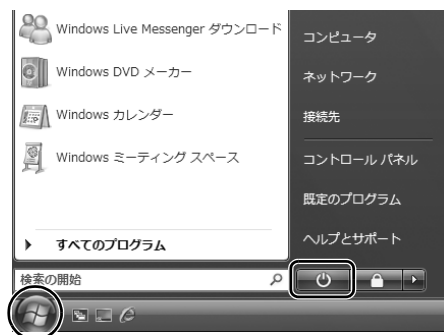 Windows Live Messenger ダウンロード
Windows DVD メーカー
Windows カレンダー
Windows ミーティング スペース
すべてのプログラム
検索の開始
コンピュータ
ネットワーク
接続先
コントロール パネル
既定のプログラム
ヘルプとサポート